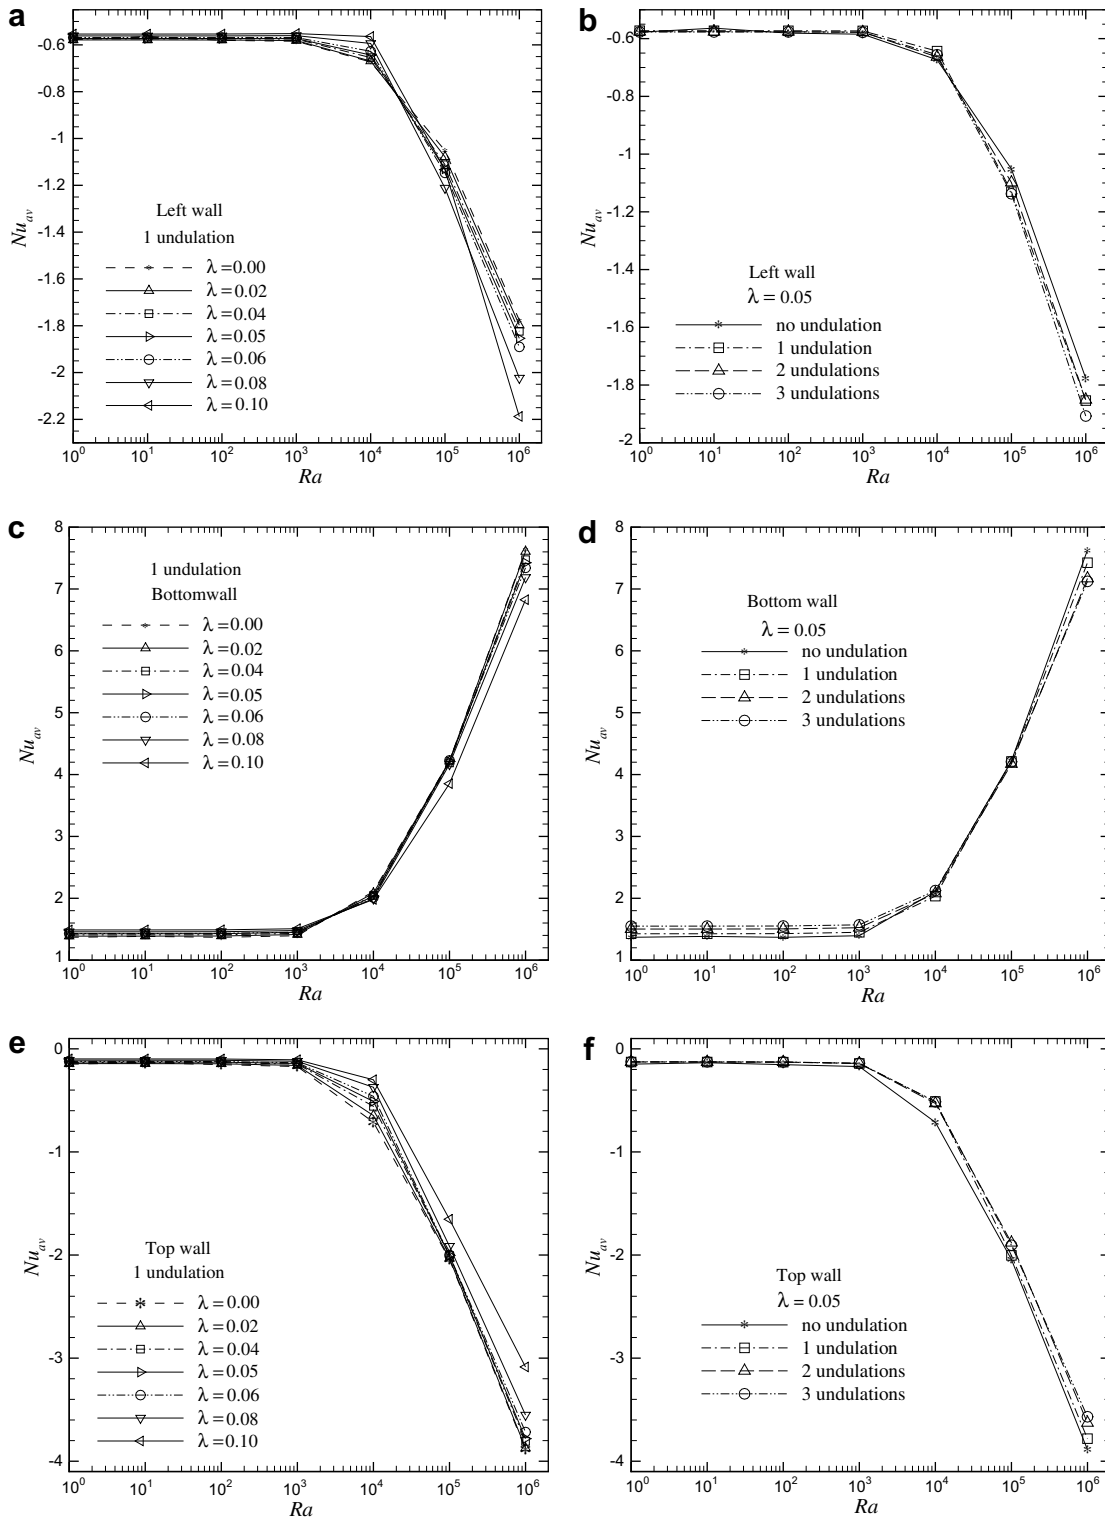 a
-0.6
-0.8
-1
-1.2
-1.4
-1.6
-1.8
-2
-2.2
Nu_av
Left wall
1 undulation
λ=0.00
λ=0.02
λ=0.04
λ=0.05
λ=0.06
λ=0.08
λ=0.10
10^0 10^1 10^2 10^3 10^4 10^5 10^6
Ra
b
-0.6
-0.8
-1
-1.2
-1.4
-1.6
-1.8
-2
Nu_av
Left wall
λ = 0.05
no undulation
1 undulation
2 undulations
3 undulations
10^0 10^1 10^2 10^3 10^4 10^5 10^6
Ra
c
8
7
6
5
4
3
2
1
Nu_av
1 undulation
Bottomwall
λ=0.00
λ=0.02
λ=0.04
λ=0.05
λ=0.06
λ=0.08
λ=0.10
10^0 10^1 10^2 10^3 10^4 10^5 10^6
Ra
d
8
7
6
5
4
3
2
1
Nu_av
Bottom wall
λ = 0.05
no undulation
1 undulation
2 undulations
3 undulations
10^0 10^1 10^2 10^3 10^4 10^5 10^6
Ra
e
0
-1
-2
-3
-4
Nu_av
Top wall
1 undulation
λ=0.00
λ=0.02
λ=0.04
λ=0.05
λ=0.06
λ=0.08
λ=0.10
10^0 10^1 10^2 10^3 10^4 10^5 10^6
Ra
f
0
-1
-2
-3
-4
Nu_av
Top wall
λ = 0.05
no undulation
1 undulation
2 undulations
3 undulations
10^0 10^1 10^2 10^3 10^4 10^5 10^6
Ra